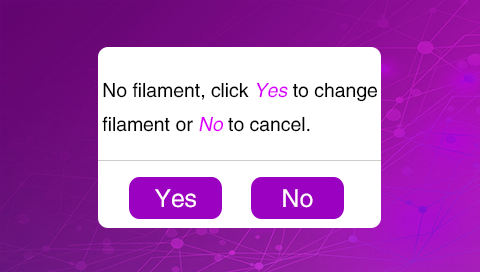 No filament, click Yes to change
filament or No to cancel.
Yes
No